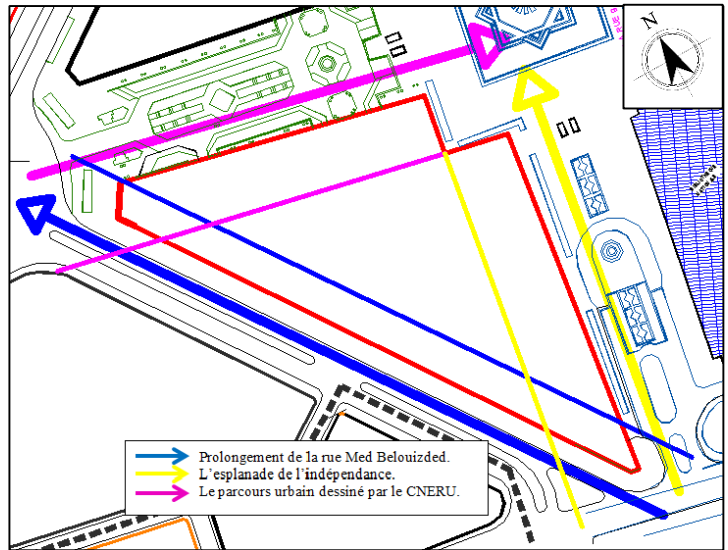 N
Prolongement de la rue Med Belouizded.
L’esplanade de l’indépendance.
Le parcours urbain dessiné par le CNERU.